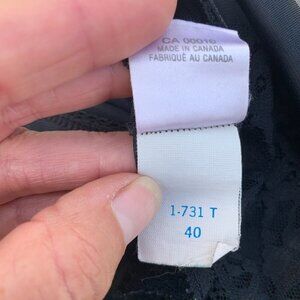 CA 00016
MADE IN CANADA
FABRIQUÉ AU CANADA
1-731 T
40